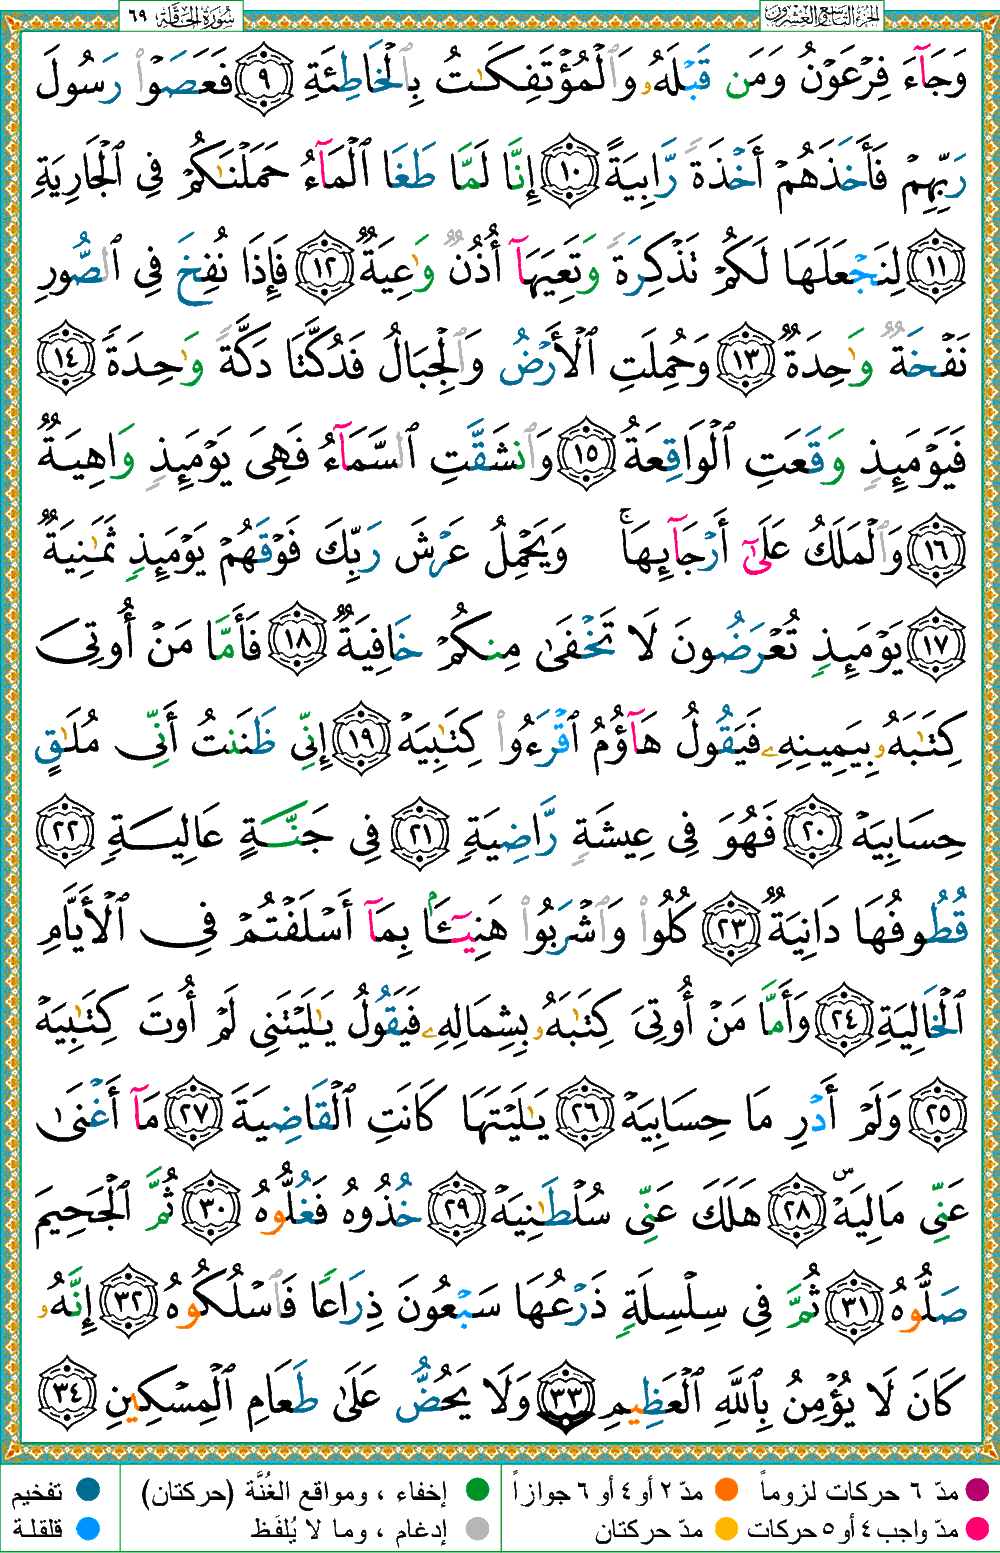 الجزء التاسع والعشرون
سُورَةُ الحَاقَّةِ ٦٩
وَجَآءَ فِرْعَوْنُ وَمَن قَبْلَهُۥ وَٱلْمُؤْتَفِكَـٰتُ بِٱلْخَاطِئَةِ ٩ فَعَصَوْا۟ رَسُولَ
رَبِّهِمْ فَأَخَذَهُمْ أَخْذَةً رَّابِيَةً ١٠ إِنَّا لَمَّا طَغَا ٱلْمَآءُ حَمَلْنَـٰكُمْ فِى ٱلْجَارِيَةِ
١١ لِنَجْعَلَهَا لَكُمْ تَذْكِرَةً وَتَعِيَهَآ أُذُنٌ وَٰعِيَةٌ ١٢ فَإِذَا نُفِخَ فِى ٱلصُّورِ
نَفْخَةٌ وَٰحِدَةٌ ١٣ وَحُمِلَتِ ٱلْأَرْضُ وَٱلْجِبَالُ فَدُكَّتَا دَكَّةً وَٰحِدَةً ١٤
فَيَوْمَئِذٍ وَقَعَتِ ٱلْوَاقِعَةُ ١٥ وَٱنشَقَّتِ ٱلسَّمَآءُ فَهِىَ يَوْمَئِذٍ وَاهِيَةٌ
١٦ وَٱلْمَلَكُ عَلَىٰٓ أَرْجَآئِهَا ۚ وَيَحْمِلُ عَرْشَ رَبِّكَ فَوْقَهُمْ يَوْمَئِذٍ ثَمَـٰنِيَةٌ
١٧ يَوْمَئِذٍ تُعْرَضُونَ لَا تَخْفَىٰ مِنكُمْ خَافِيَةٌ ١٨ فَأَمَّا مَنْ أُوتِىَ
كِتَـٰبَهُۥ بِيَمِينِهِۦ فَيَقُولُ هَآؤُمُ ٱقْرَءُوا۟ كِتَـٰبِيَهْ ١٩ إِنِّى ظَنَنتُ أَنِّى مُلَـٰقٍ
حِسَابِيَهْ ٢٠ فَهُوَ فِى عِيشَةٍ رَّاضِيَةٍ ٢١ فِى جَنَّةٍ عَالِيَةٍ ٢٢
قُطُوفُهَا دَانِيَةٌ ٢٣ كُلُوا۟ وَٱشْرَبُوا۟ هَنِيٓـًٔۢا بِمَآ أَسْلَفْتُمْ فِى ٱلْأَيَّامِ
ٱلْخَالِيَةِ ٢٤ وَأَمَّا مَنْ أُوتِىَ كِتَـٰبَهُۥ بِشِمَالِهِۦ فَيَقُولُ يَـٰلَيْتَنِى لَمْ أُوتَ كِتَـٰبِيَهْ
٢٥ وَلَمْ أَدْرِ مَا حِسَابِيَهْ ٢٦ يَـٰلَيْتَهَا كَانَتِ ٱلْقَاضِيَةَ ٢٧ مَآ أَغْنَىٰ
عَنِّى مَالِيَهْ ۜ ٢٨ هَلَكَ عَنِّى سُلْطَـٰنِيَهْ ٢٩ خُذُوهُ فَغُلُّوهُ ٣٠ ثُمَّ ٱلْجَحِيمَ
صَلُّوهُ ٣١ ثُمَّ فِى سِلْسِلَةٍ ذَرْعُهَا سَبْعُونَ ذِرَاعًا فَٱسْلُكُوهُ ٣٢ إِنَّهُۥ
كَانَ لَا يُؤْمِنُ بِٱللَّهِ ٱلْعَظِيمِ ٣٣ وَلَا يَحُضُّ عَلَىٰ طَعَامِ ٱلْمِسْكِينِ ٣٤
مدّ ٦ حركات لزوماً مدّ ٢ أو ٤ أو ٦ جوازاً إخفاء ، ومواقع الغُنَّة (حركتان) تفخيم
مدّ واجب ٤ أو ٥ حركات مدّ حركتان إدغام ، وما لا يُلفَظ قلقلة